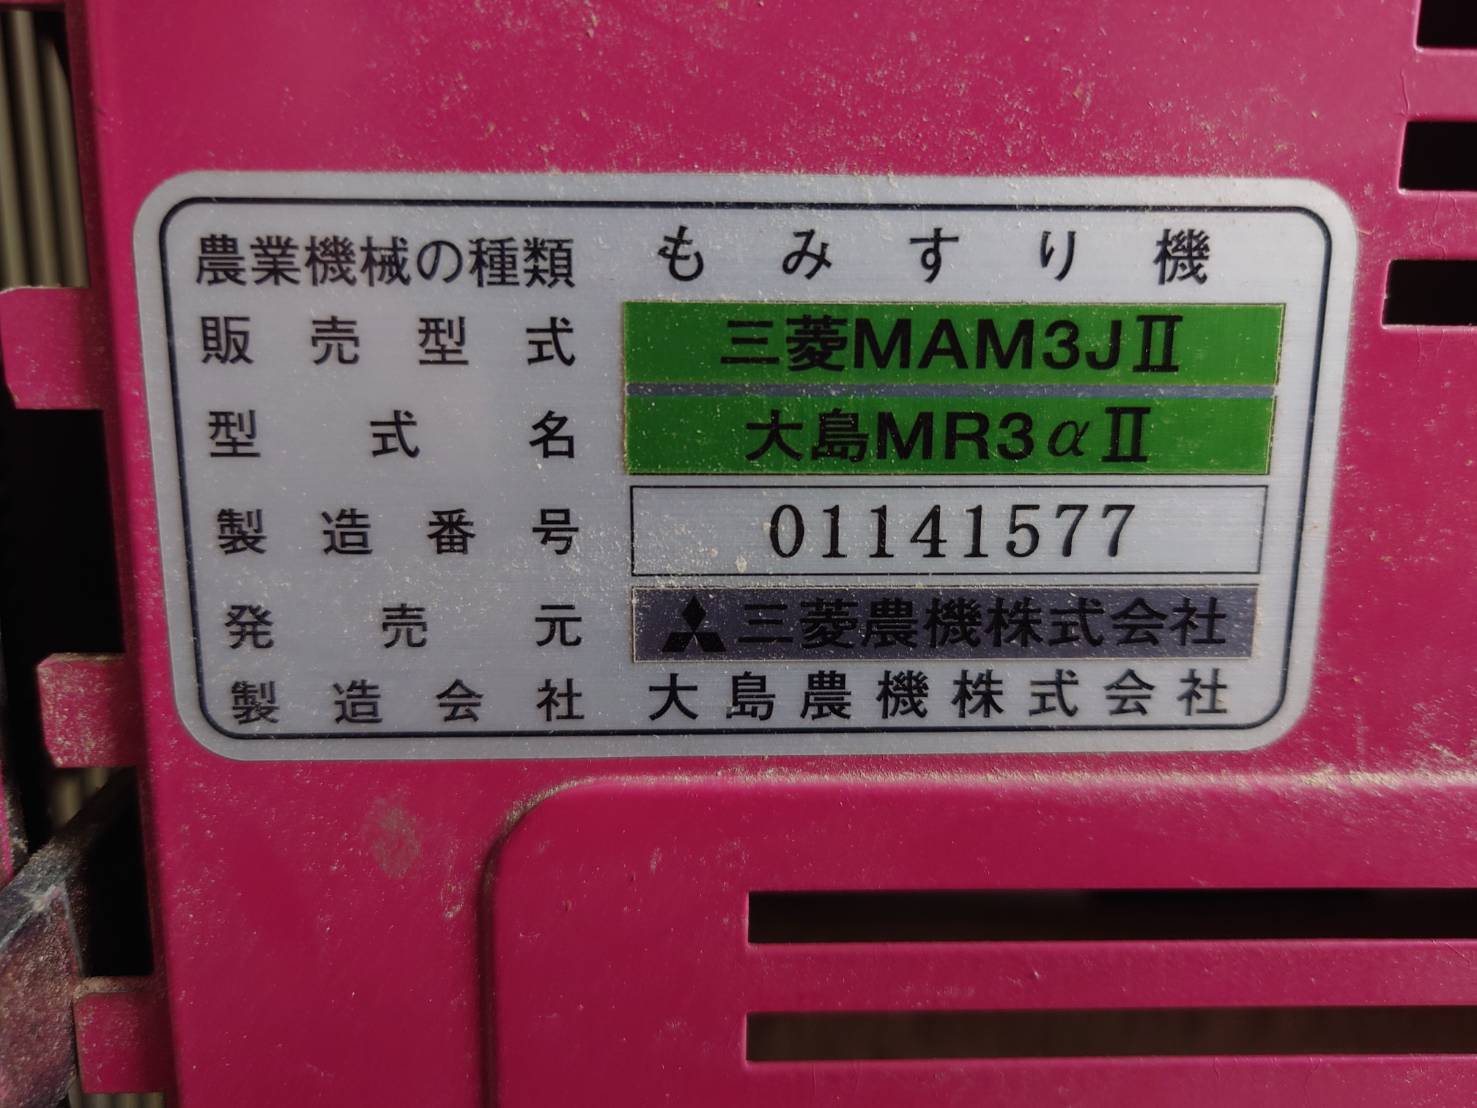 農業機械の種類 もみすり機
販売型式 三菱MAM3JⅡ
型式名 大島MR3αⅡ
製造番号 01141577
発売元 三菱農機株式会社
製造会社 大島農機株式会社